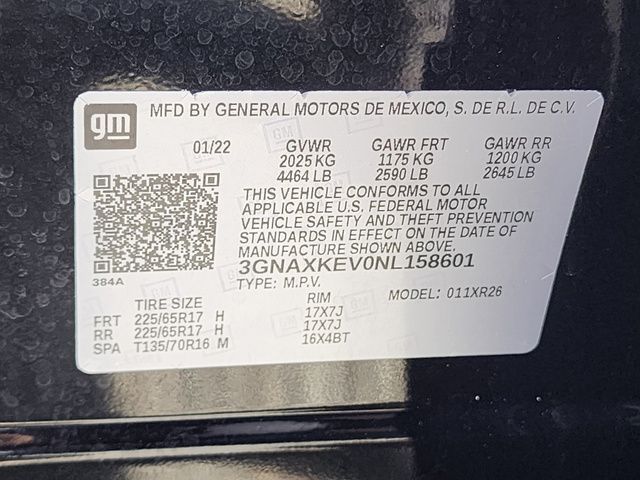 gm MFD BY GENERAL MOTORS DE MEXICO, S. DE R.L. DE C.V.
01/22 GVWR GAWR FRT GAWR RR
2025 KG 1175 KG 1200 KG
4464 LB 2590 LB 2645 LB
THIS VEHICLE CONFORMS TO ALL
APPLICABLE U.S. FEDERAL MOTOR
VEHICLE SAFETY AND THEFT PREVENTION
STANDARDS IN EFFECT ON THE DATE OF
MANUFACTURE SHOWN ABOVE.
384A
3GNAXKEV0NL158601
TYPE: M.P.V. MODEL: 011XR26
TIRE SIZE RIM
FRT 225/65R17 H 17X7J
RR 225/65R17 H 17X7J
SPA T135/70R16 M 16X4BT